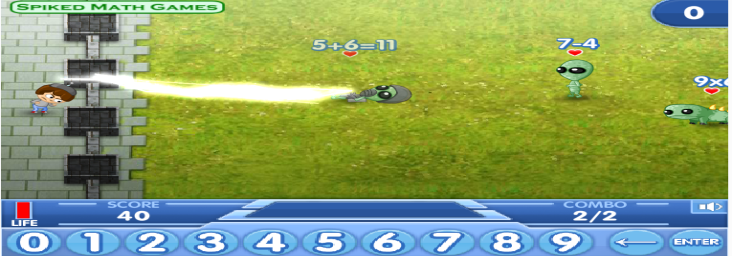 SPIKED MATH GAMES
0
5+6=11
7-4
SCORE
40
COMBO
2/2
LIFE
0 1 2 3 4 5 6 7 8 9 ENTER